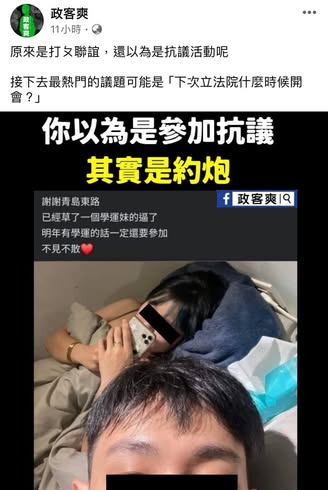 政客爽
11小時・
原來是打ㄆ聯誼，還以為是抗議活動呢
接下去最熱門的議題可能是「下次立法院什麼時候開
會？」
你以為是參加抗議
其實是約炮
f 政客爽
謝謝青島東路
已經草了一個學運妹的逼了
明年有學運的話一定還要參加
不見不散❤️